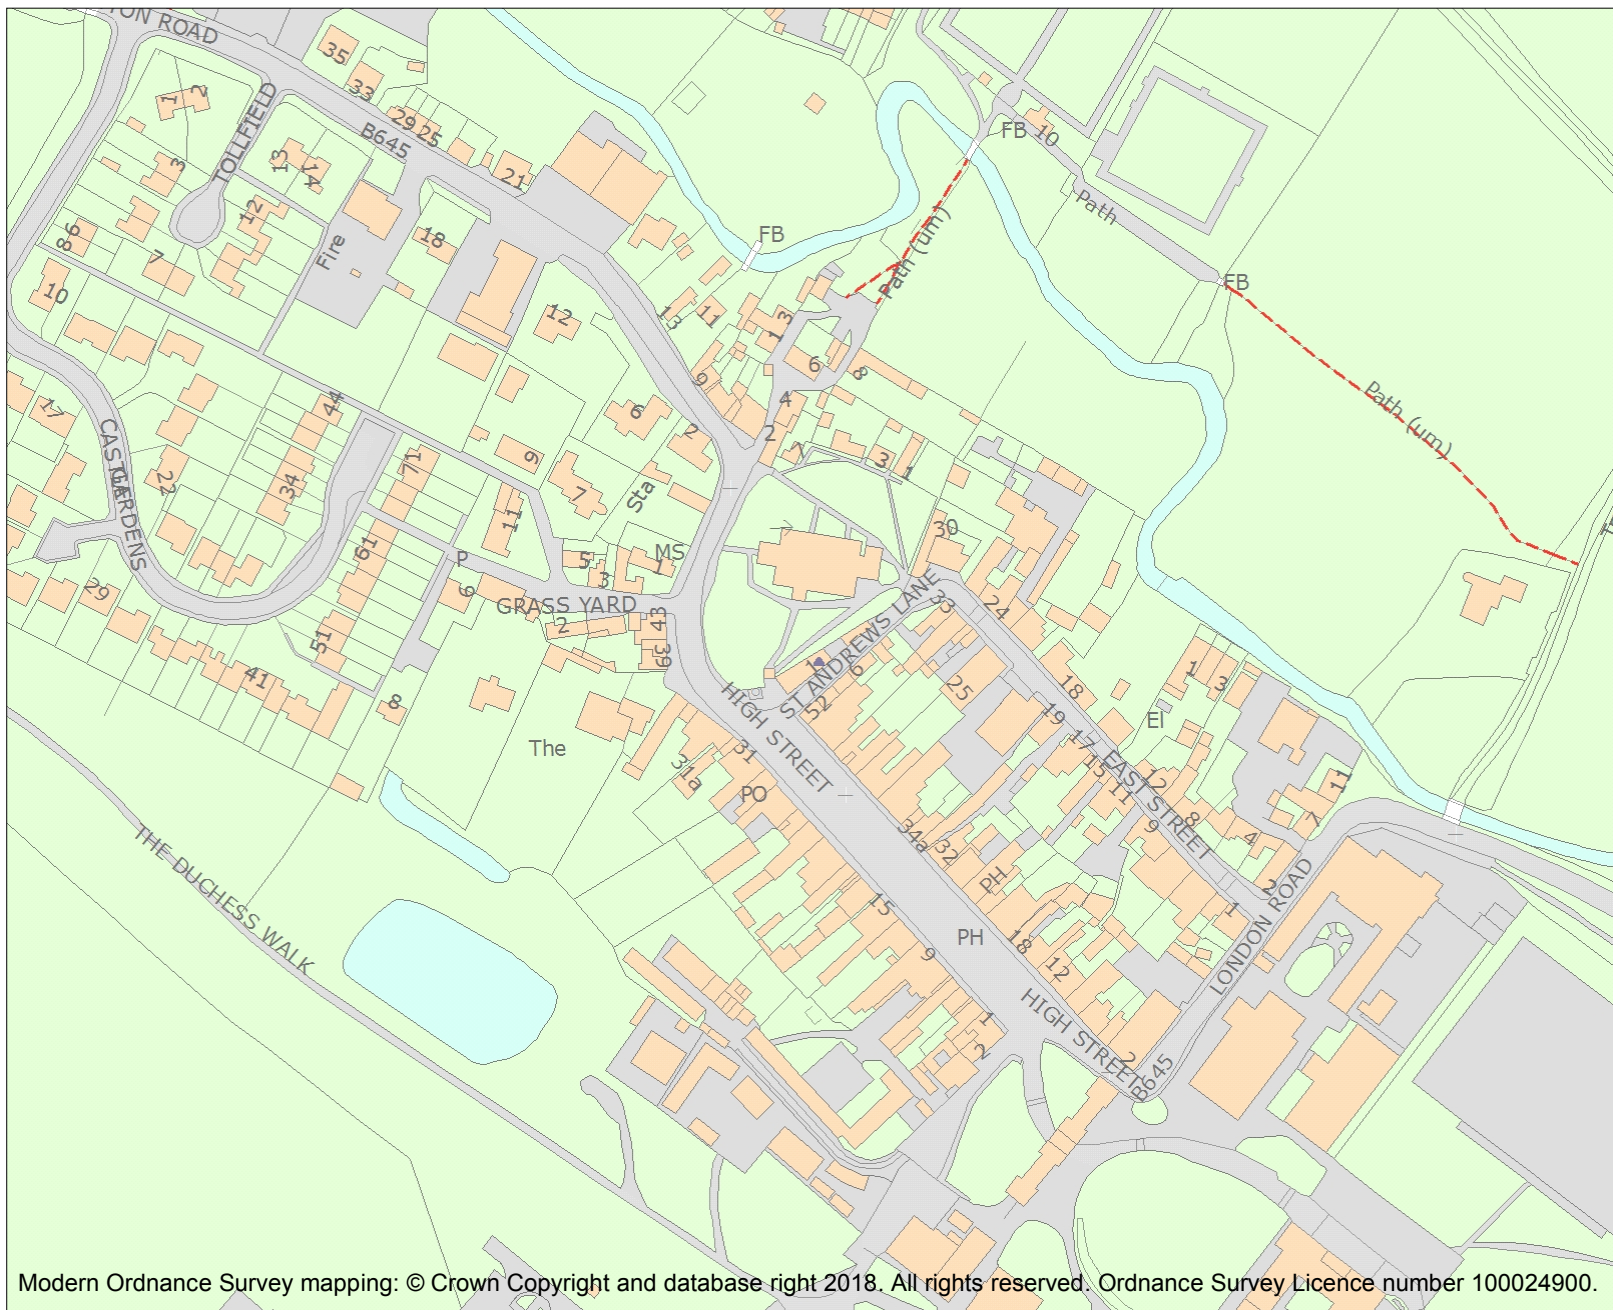 TON ROAD
35
33
1
2
TOLLFIELD
29
25
B645
FB
10
13
14
3
21
Path
12
86
Fire
18
FB
Path (um)
7
FB
10
12
13
11
1
3
6
8
9
Path (um)
17
44
6
4
CASTLE
GARDENS
2
2
7
3
1
71
9
22
34
7
Sta
11
30
61
P
5
MS
1
3
29
6
GRASS YARD
2
43
39
ST ANDREWS LANE
33
24
51
1
6
41
25
18
1
3
8
HIGH STREET
52
19
El
The
31
31a
17
EAST STREET
PO
15
12
11
11
THE DUCHESS WALK
34a
32
9
8
4
7
PH
2
15
1
LONDON ROAD
PH
18
9
12
HIGH STREET
1
2
2
B645
Modern Ordnance Survey mapping: © Crown Copyright and database right 2018. All rights reserved. Ordnance Survey Licence number 100024900.